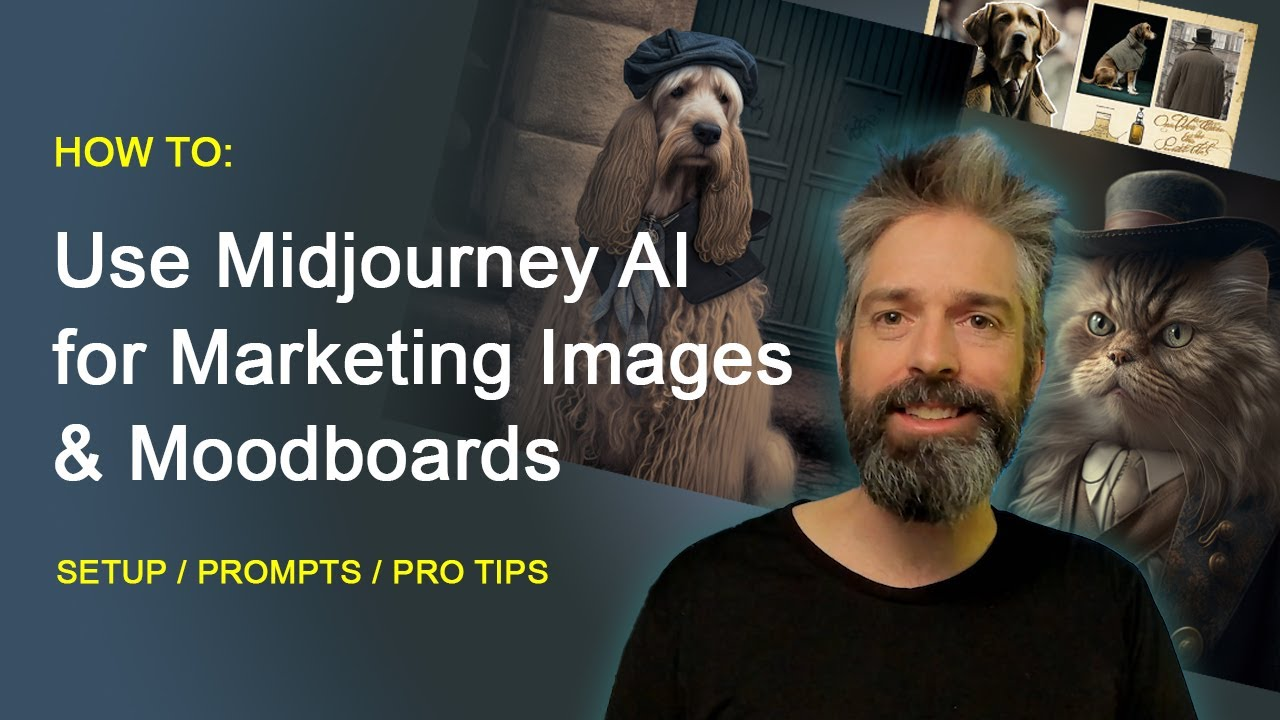 HOW TO:
Use Midjourney AI
for Marketing Images
& Moodboards
SETUP / PROMPTS / PRO TIPS